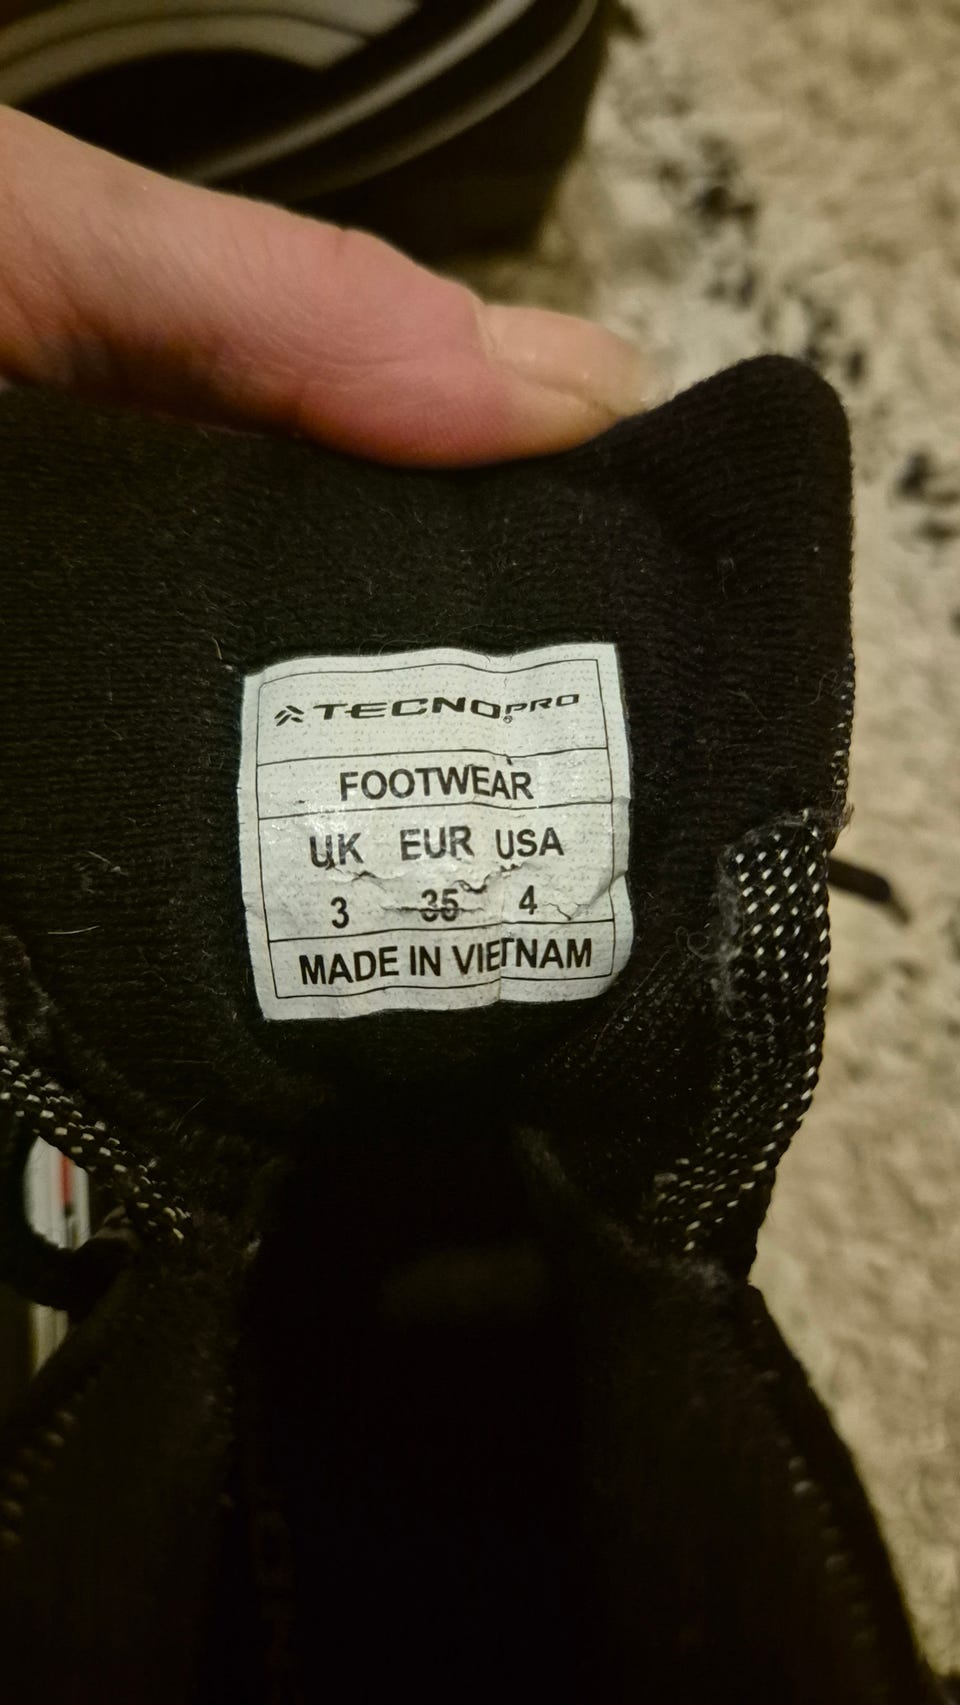 TECNOPRO®
FOOTWEAR
UK EUR USA
3 35 4
MADE IN VIETNAM